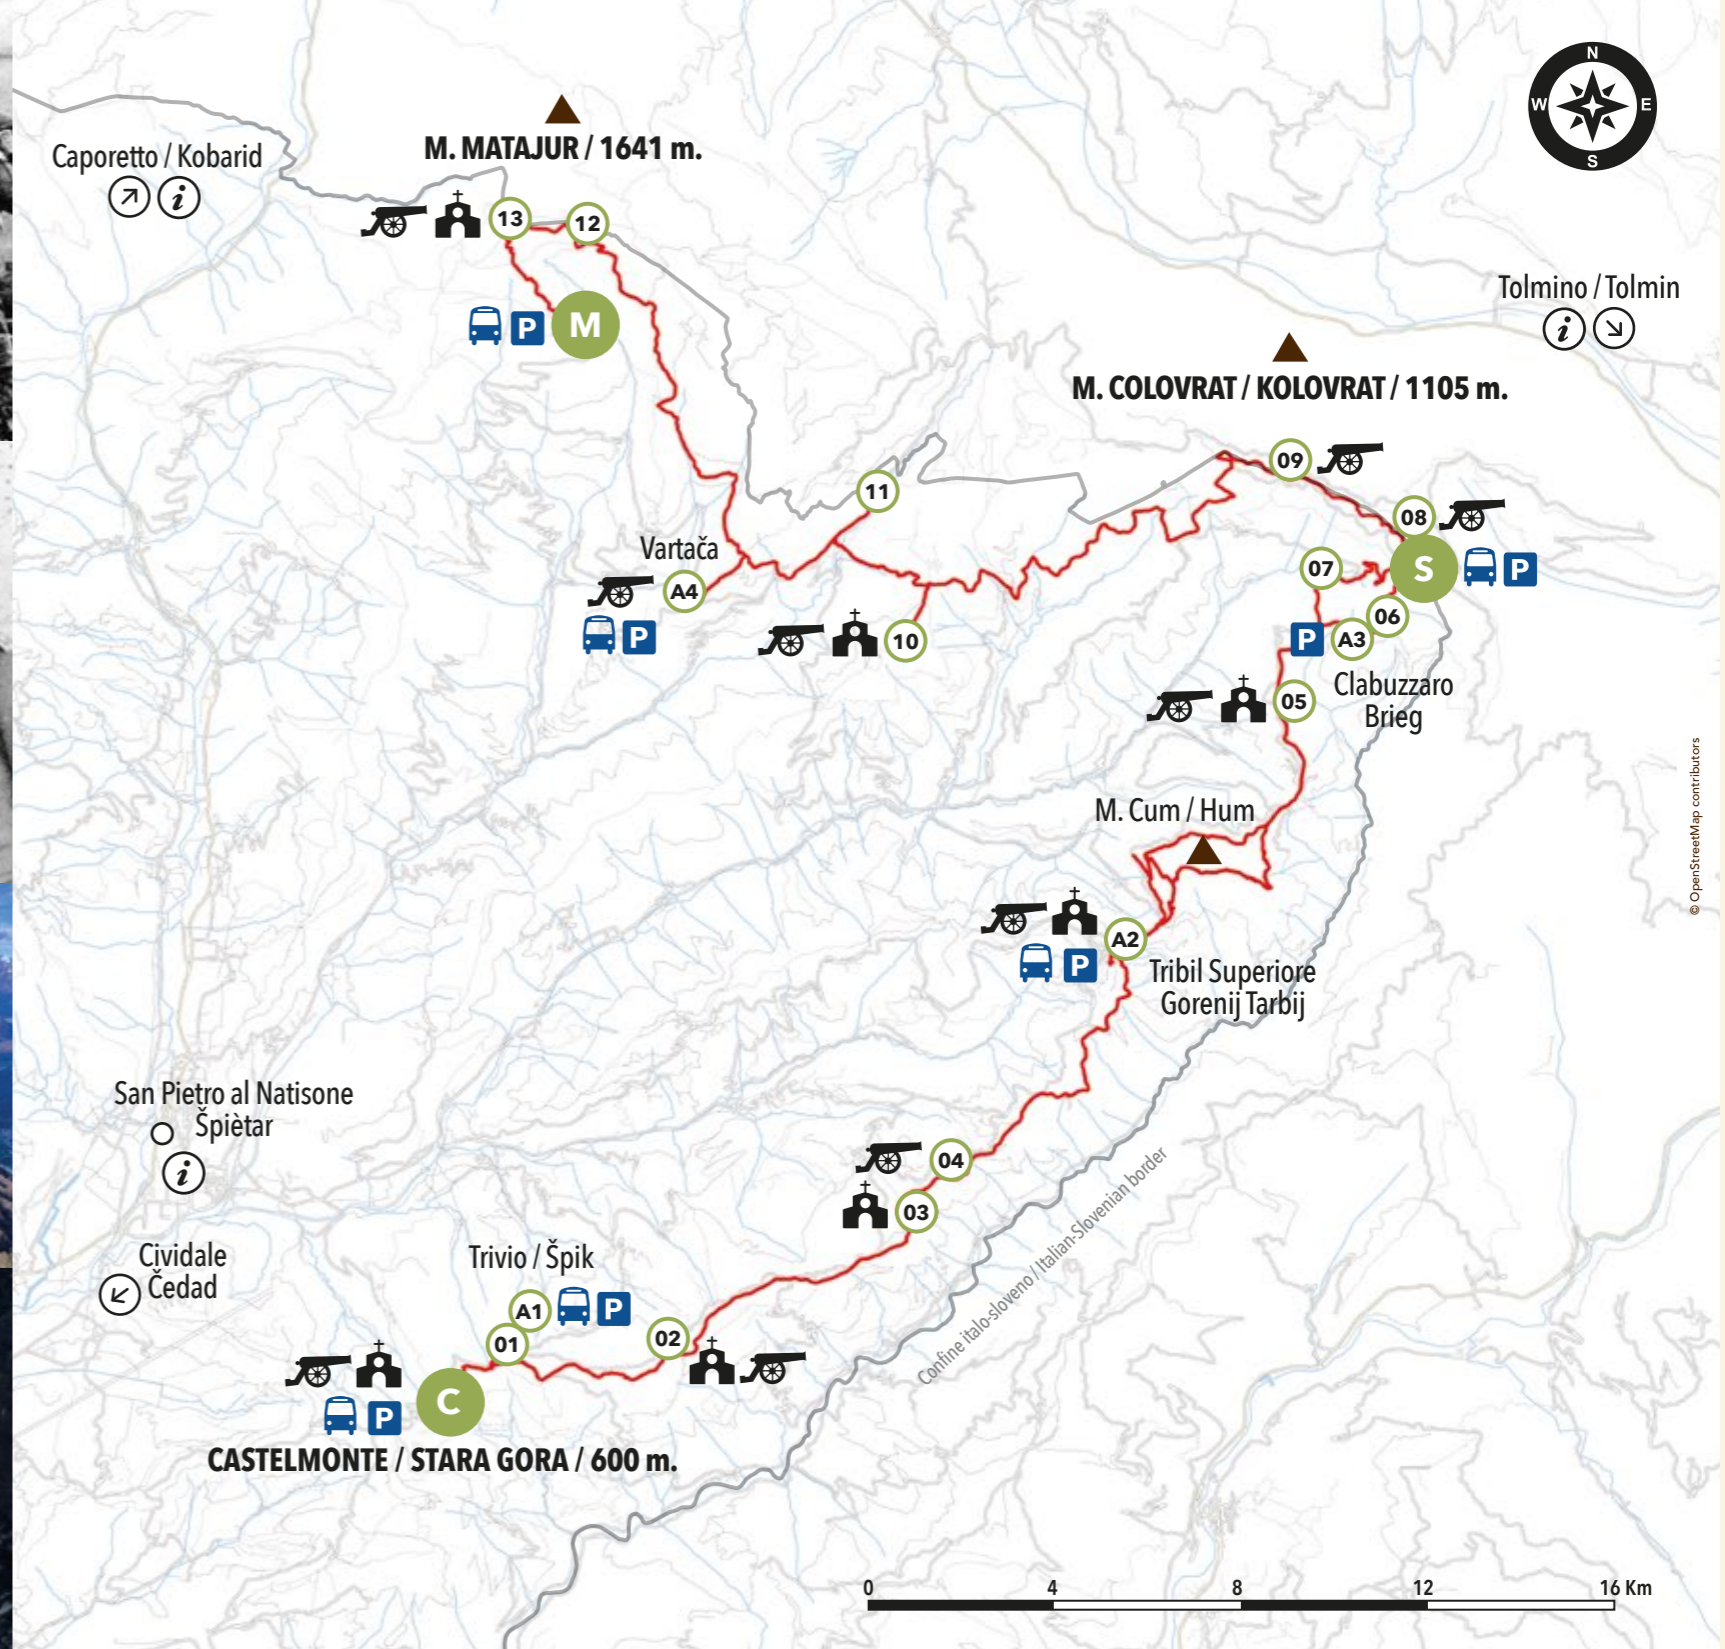 N
W
E
S
Caporetto / Kobarid
i
M. MATAJUR / 1641 m.
13
12
P
M
Tolmino / Tolmin
i
M. COLOVRAT / KOLOVRAT / 1105 m.
09
11
08
Vartača
A4
P
07
S
P
06
10
P
A3
Clabuzzaro
Brieg
05
© OpenStreetMap contributors
M. Cum / Hum
A2
P
Tribil Superiore
Gorenij Tarbij
San Pietro al Natisone
Špiètar
i
04
03
Confine italo-sloveno / Italian-Slovenian border
Cividale
Čedad
Trivio / Špik
A1
P
01
02
C
P
CASTELMONTE / STARA GORA / 600 m.
0 4 8 12 16 Km